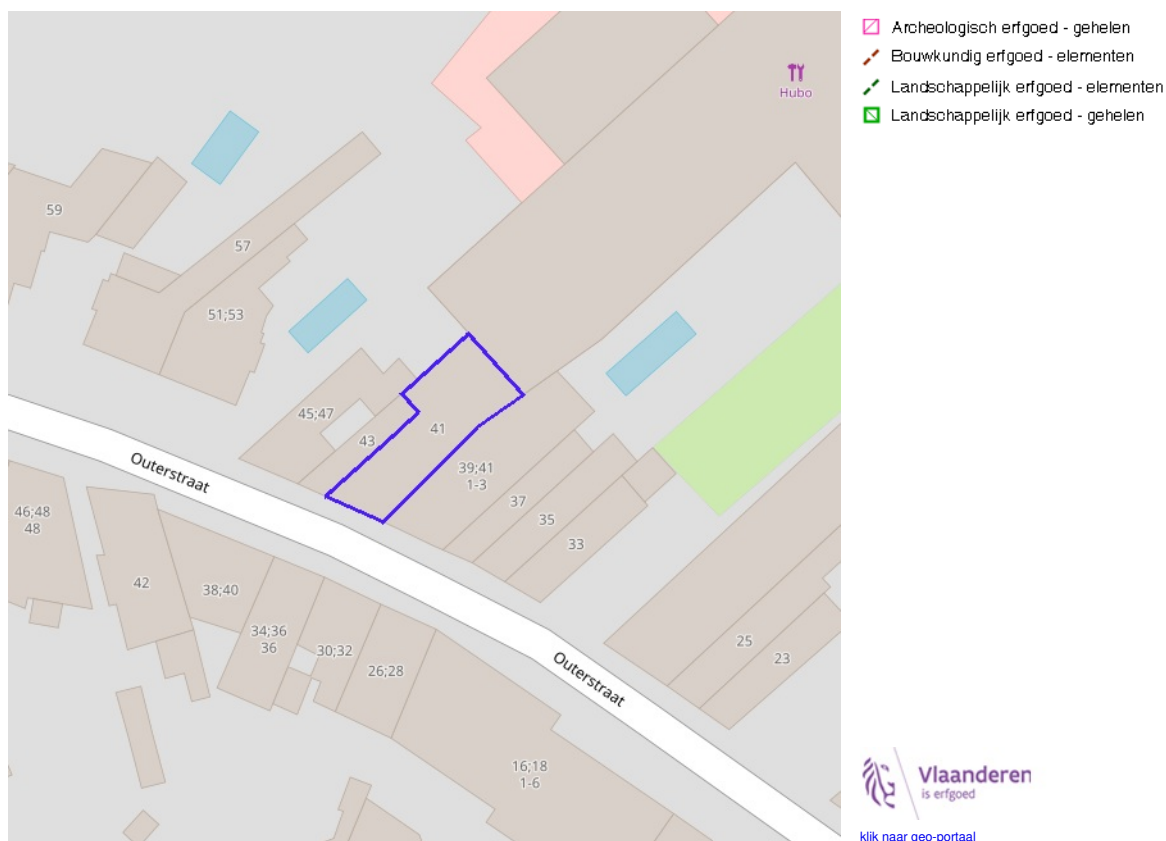 Archeologisch erfgoed - gehelen
Bouwkundig erfgoed - elementen
Landschappelijk erfgoed - elementen
Landschappelijk erfgoed - gehelen
Hubo
59
57
51;53
45;47
43
41
39;41
1-3
37
35
33
Outerstraat
46;48
48
42
38;40
34;36
36
30;32
26;28
25
23
Outerstraat
16;18
1-6
Vlaanderen
is erfgoed
klik naar geo-portaal